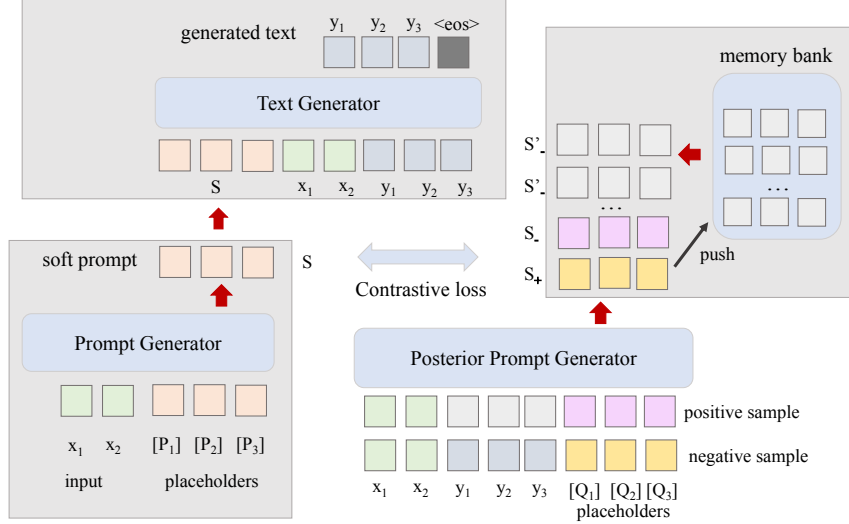 y1 y2 y3 <eos>
generated text
Text Generator
S x1 x2 y1 y2 y3
soft prompt S
Prompt Generator
x1 x2 [P1] [P2] [P3]
input placeholders
Contrastive loss
memory bank
S'-
S'-
...
...
S-
S+
push
Posterior Prompt Generator
positive sample
negative sample
x1 x2 y1 y2 y3 [Q1] [Q2] [Q3]
placeholders